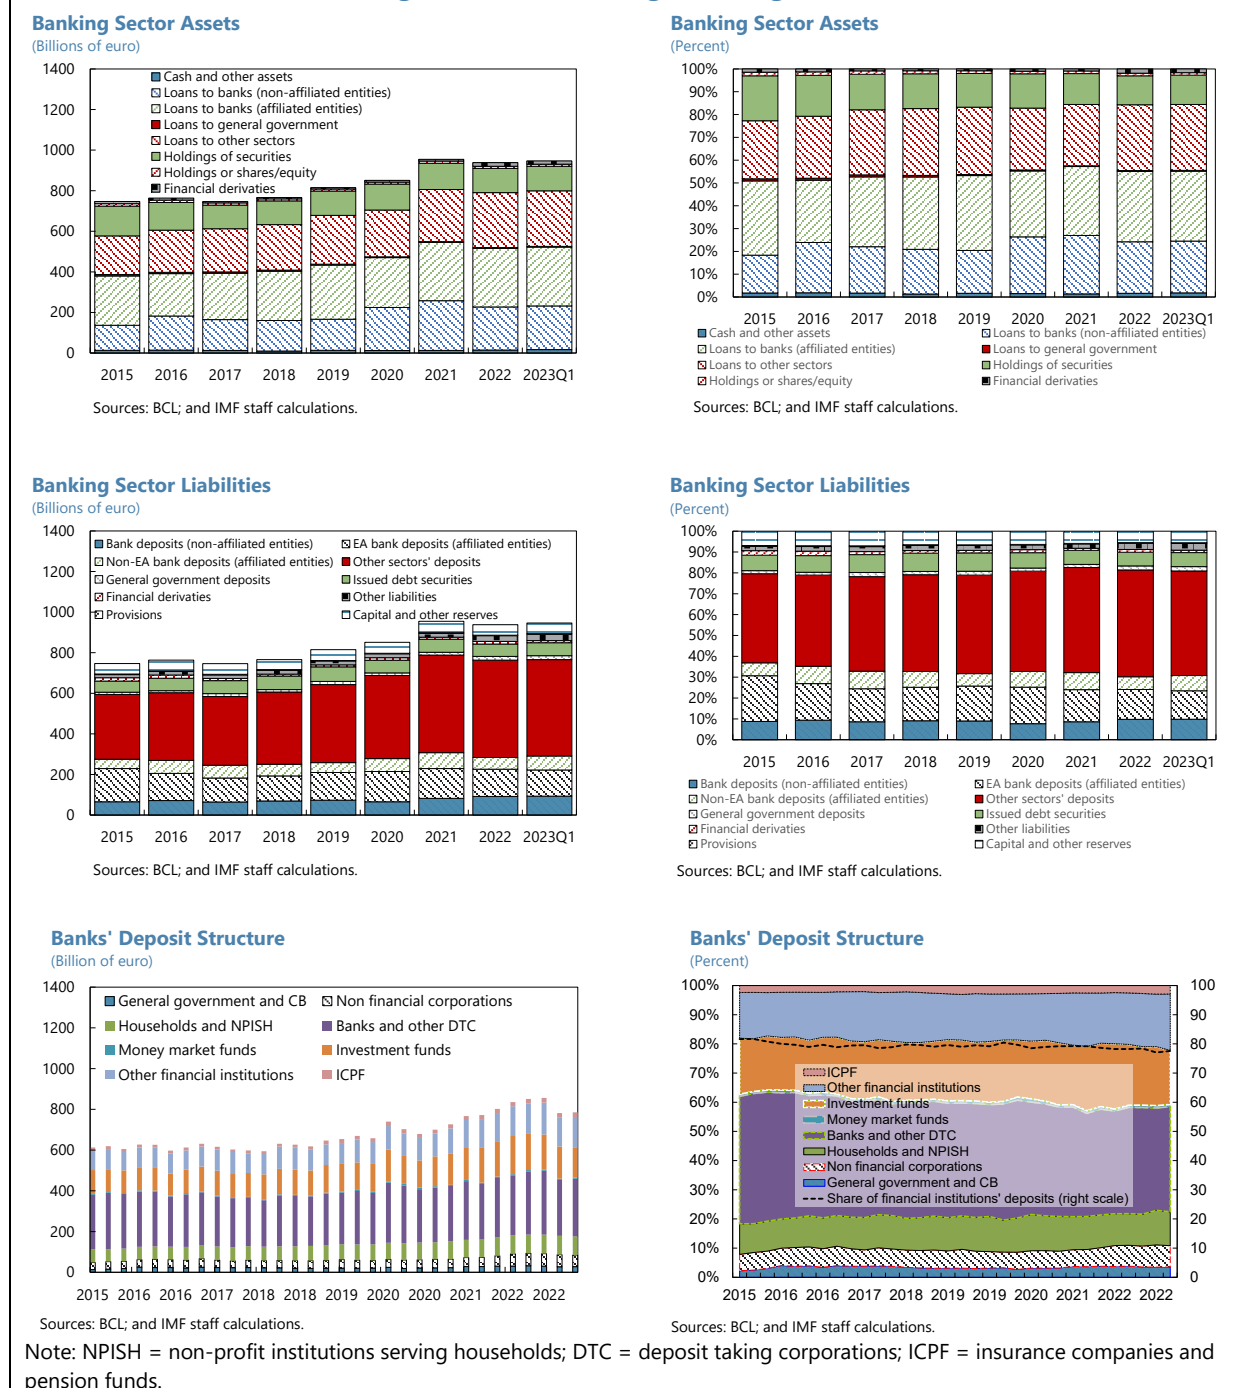 Banking Sector Assets
(Billions of euro)
1400
1200
1000
800
600
400
200
0
Cash and other assets
Loans to banks (non-affiliated entities)
Loans to banks (affiliated entities)
Loans to general government
Loans to other sectors
Holdings of securities
Holdings or shares/equity
Financial derivaties
2015 2016 2017 2018 2019 2020 2021 2022 2023Q1
Sources: BCL; and IMF staff calculations.
Banking Sector Assets
(Percent)
100%
90%
80%
70%
60%
50%
40%
30%
20%
10%
0%
2015 2016 2017 2018 2019 2020 2021 2022 2023Q1
Cash and other assets Loans to banks (non-affiliated entities)
Loans to banks (affiliated entities) Loans to general government
Loans to other sectors Holdings of securities
Holdings or shares/equity Financial derivaties
Sources: BCL; and IMF staff calculations.
Banking Sector Liabilities
(Billions of euro)
1400
1200
1000
800
600
400
200
0
Bank deposits (non-affiliated entities) EA bank deposits (affiliated entities)
Non-EA bank deposits (affiliated entities) Other sectors' deposits
General government deposits Issued debt securities
Financial derivaties Other liabilities
Provisions Capital and other reserves
2015 2016 2017 2018 2019 2020 2021 2022 2023Q1
Sources: BCL; and IMF staff calculations.
Banking Sector Liabilities
(Percent)
100%
90%
80%
70%
60%
50%
40%
30%
20%
10%
0%
2015 2016 2017 2018 2019 2020 2021 2022 2023Q1
Bank deposits (non-affiliated entities) EA bank deposits (affiliated entities)
Non-EA bank deposits (affiliated entities) Other sectors' deposits
General government deposits Issued debt securities
Financial derivaties Other liabilities
Provisions Capital and other reserves
Sources: BCL; and IMF staff calculations.
Banks' Deposit Structure
(Billion of euro)
1400
1200
1000
800
600
400
200
0
General government and CB Non financial corporations
Households and NPISH Banks and other DTC
Money market funds Investment funds
Other financial institutions ICPF
2015 2016 2016 2017 2018 2018 2019 2020 2020 2021 2022 2022
Sources: BCL; and IMF staff calculations.
Banks' Deposit Structure
(Percent)
100%
90%
80%
70%
60%
50%
40%
30%
20%
10%
0%
100
90
80
70
60
50
40
30
20
10
0
ICPF
Other financial institutions
Investment funds
Money market funds
Banks and other DTC
Households and NPISH
Non financial corporations
General government and CB
Share of financial institutions' deposits (right scale)
2015 2016 2016 2017 2018 2019 2019 2020 2021 2022 2022
Sources: BCL; and IMF staff calculations.
Note: NPISH = non-profit institutions serving households; DTC = deposit taking corporations; ICPF = insurance companies and
pension funds.